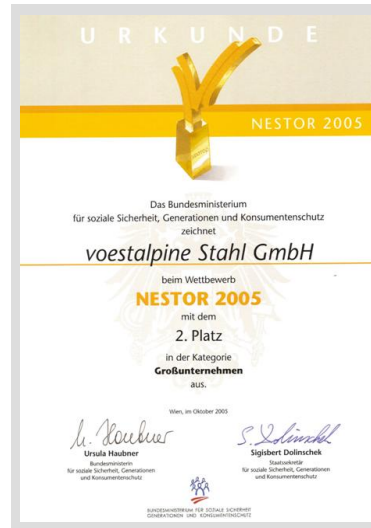 URKUNDE
NESTOR 2005
Das Bundesministerium
für soziale Sicherheit, Generationen und Konsumentenschutz
zeichnet
voestalpine Stahl GmbH
beim Wettbewerb
NESTOR 2005
mit dem
2. Platz
in der Kategorie
Großunternehmen
aus.
Wien, im Oktober 2005
U. Haubner
S. Dolinschek
Ursula Haubner
Bundesministerin
für soziale Sicherheit, Generationen
und Konsumentenschutz
Sigisbert Dolinschek
Staatssekretär
für soziale Sicherheit, Generationen
und Konsumentenschutz
BUNDESMINISTERIUM FÜR SOZIALE SICHERHEIT
GENERATIONEN UND KONSUMENTENSCHUTZ